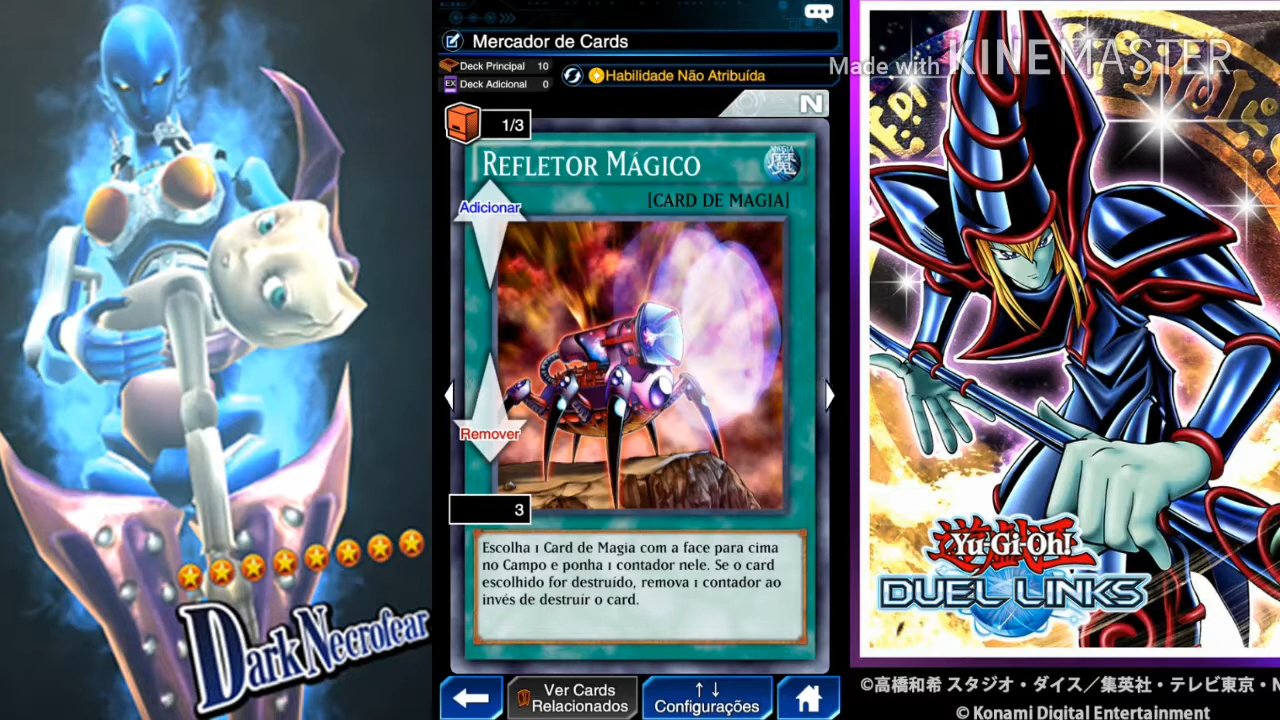 Dark Necrofear
Mercador de Cards
Deck Principal 10
EX Deck Adicional 0
Habilidade Não Atribuída
N
1/3
Refletor Mágico
MAGIA
魔
[CARD DE MAGIA]
Adicionar
Remover
3
Escolha 1 Card de Magia com a face para cima
no Campo e ponha 1 contador nele. Se o card
escolhido for destruído, remova 1 contador ao
invés de destruir o card.
Ver Cards
Relacionados
↑ ↓
Configurações
Made with KINEMASTER
遊戯王
Yu-Gi-Oh!
DUEL LINKS
©高橋和希 スタジオ・ダイス／集英社・テレビ東京・N
© Konami Digital Entertainment